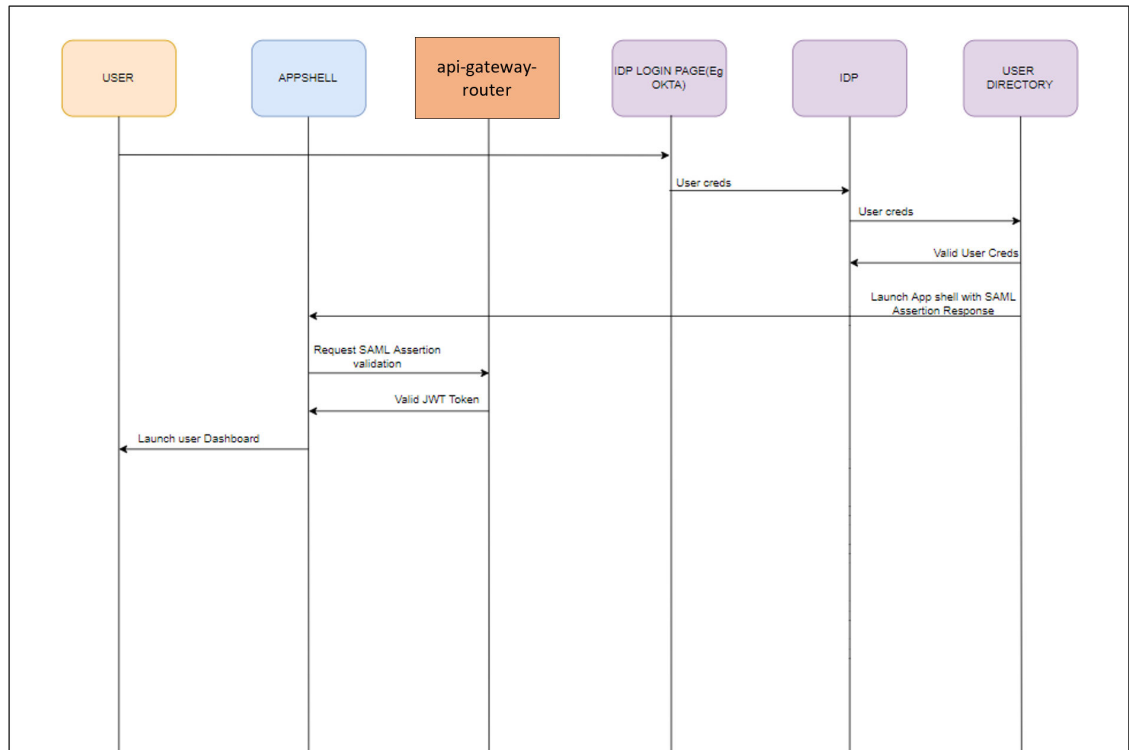 USER
APPSHELL
api-gateway-
router
IDP LOGIN PAGE(Eg
OKTA)
IDP
USER
DIRECTORY
User creds
User creds
Valid User Creds
Launch App shell with SAML
Assertion Response
Request SAML Assertion
validation
Valid JWT Token
Launch user Dashboard